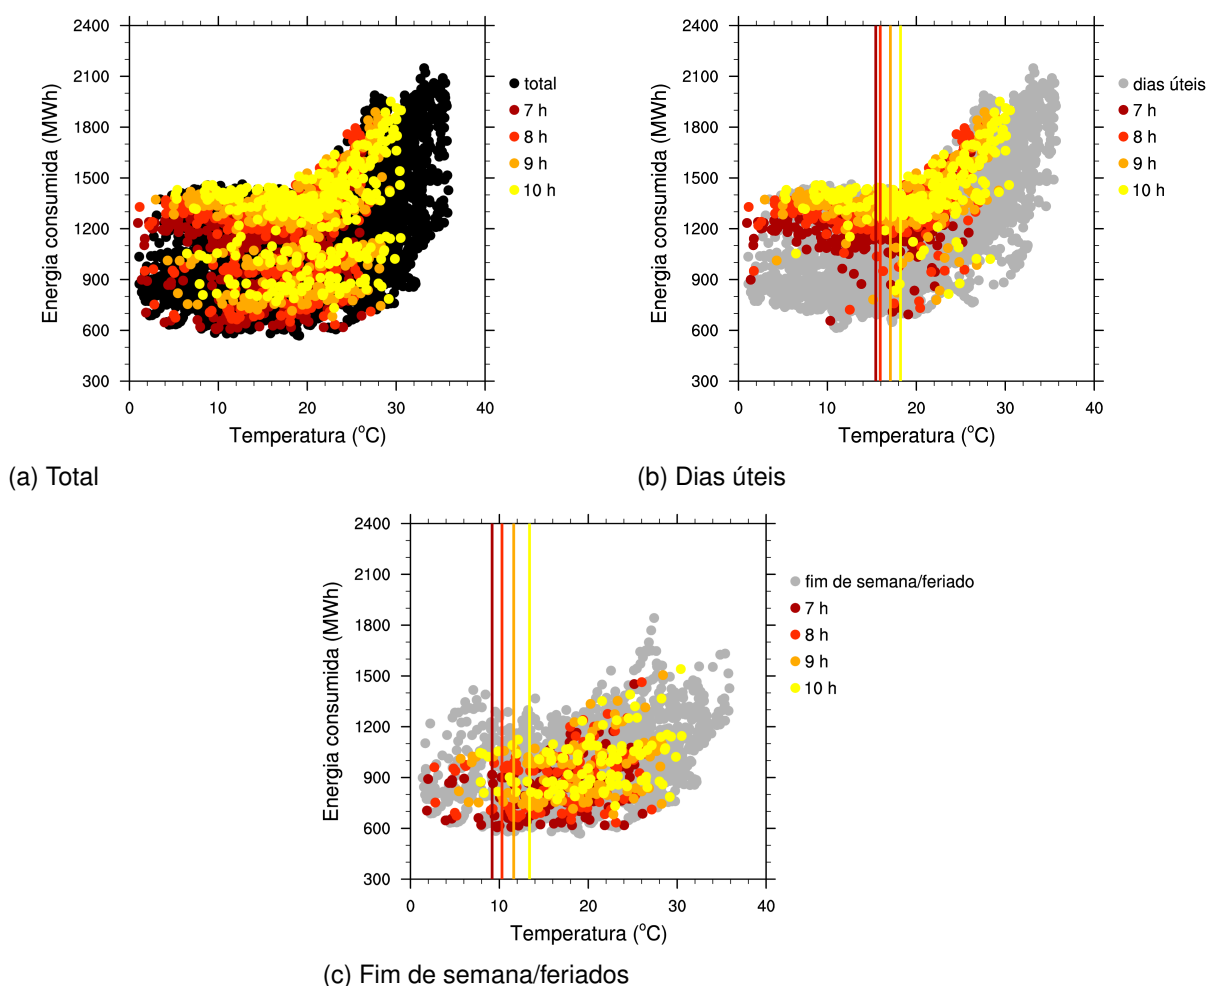 2400
2100
1800
1500
1200
900
600
300
0
10
20
30
40
Energia consumida (MWh)
Temperatura (°C)
total
7 h
8 h
9 h
10 h
(a) Total
2400
2100
1800
1500
1200
900
600
300
0
10
20
30
40
Energia consumida (MWh)
Temperatura (°C)
dias úteis
7 h
8 h
9 h
10 h
(b) Dias úteis
2400
2100
1800
1500
1200
900
600
300
0
10
20
30
40
Energia consumida (MWh)
Temperatura (°C)
fim de semana/feriado
7 h
8 h
9 h
10 h
(c) Fim de semana/feriados